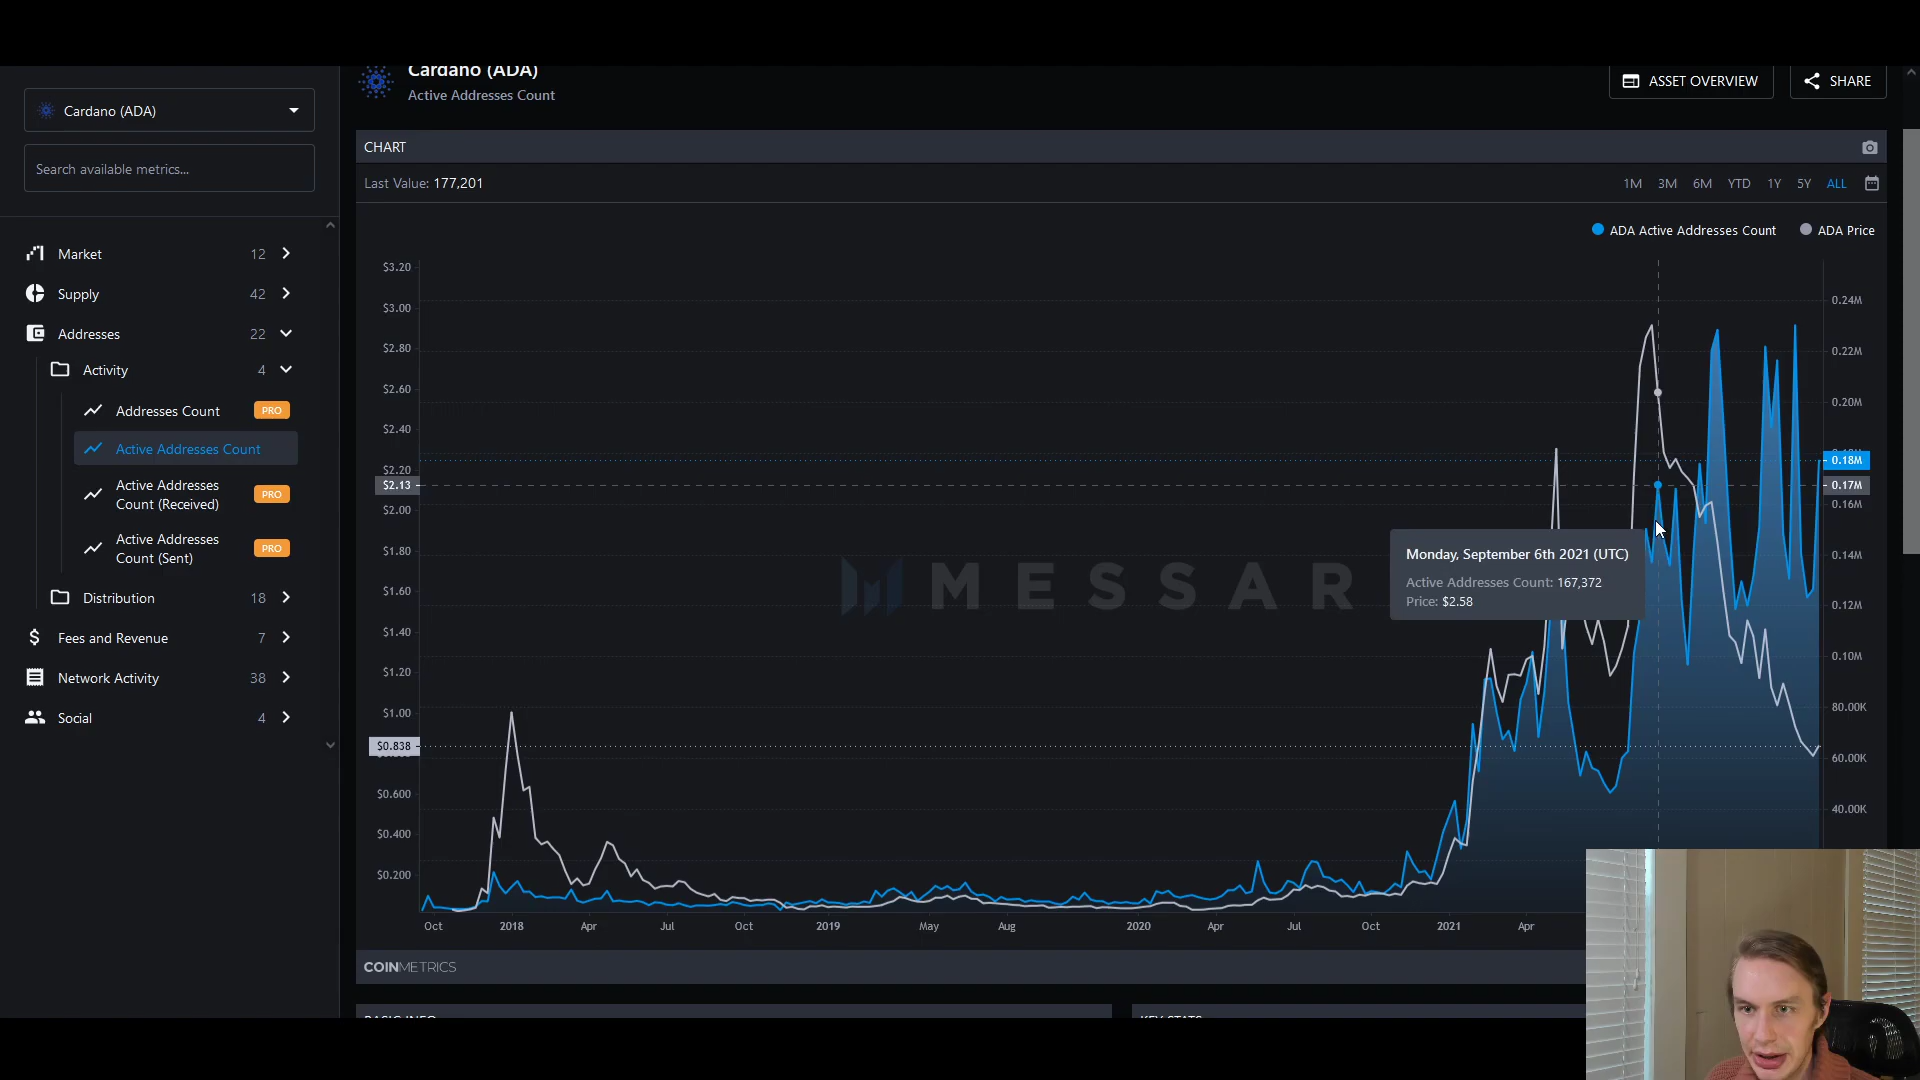 Cardano (ADA)
Active Addresses Count
ASSET OVERVIEW
SHARE
Cardano (ADA)
Search available metrics...
Market 12
Supply 42
Addresses 22
Activity 4
Addresses Count PRO
Active Addresses Count
Active Addresses
Count (Received) PRO
Active Addresses
Count (Sent) PRO
Distribution 18
Fees and Revenue 7
Network Activity 38
Social 4
CHART
Last Value: 177,201
1M 3M 6M YTD 1Y 5Y ALL
ADA Active Addresses Count ADA Price
$3.20
$3.00
$2.80
$2.60
$2.40
$2.20
$2.13
$2.00
$1.80
$1.60
$1.40
$1.20
$1.00
$0.838
$0.600
$0.400
$0.200
0.24M
0.22M
0.20M
0.18M
0.17M
0.16M
0.14M
0.12M
0.10M
80.00K
60.00K
40.00K
MESSAR
Monday, September 6th 2021 (UTC)
Active Addresses Count: 167,372
Price: $2.58
Oct 2018 Apr Jul Oct 2019 May Aug 2020 Apr Jul Oct 2021 Apr
COINMETRICS
BASIC INFO
KEY STATS